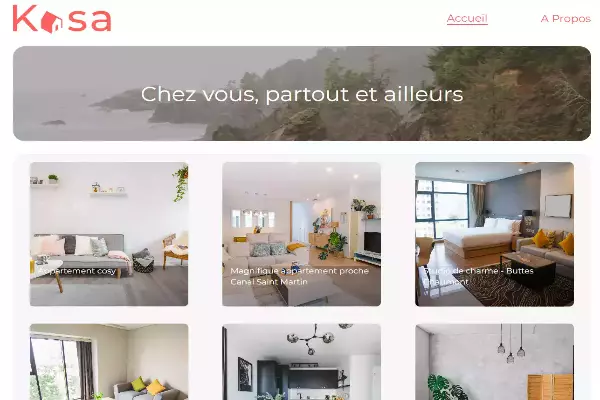 Kasa
Accueil
A Propos
Chez vous, partout et ailleurs
Appartement cosy
Magnifique appartement proche
Canal Saint Martin
Studio de charme - Buttes
Chaumont